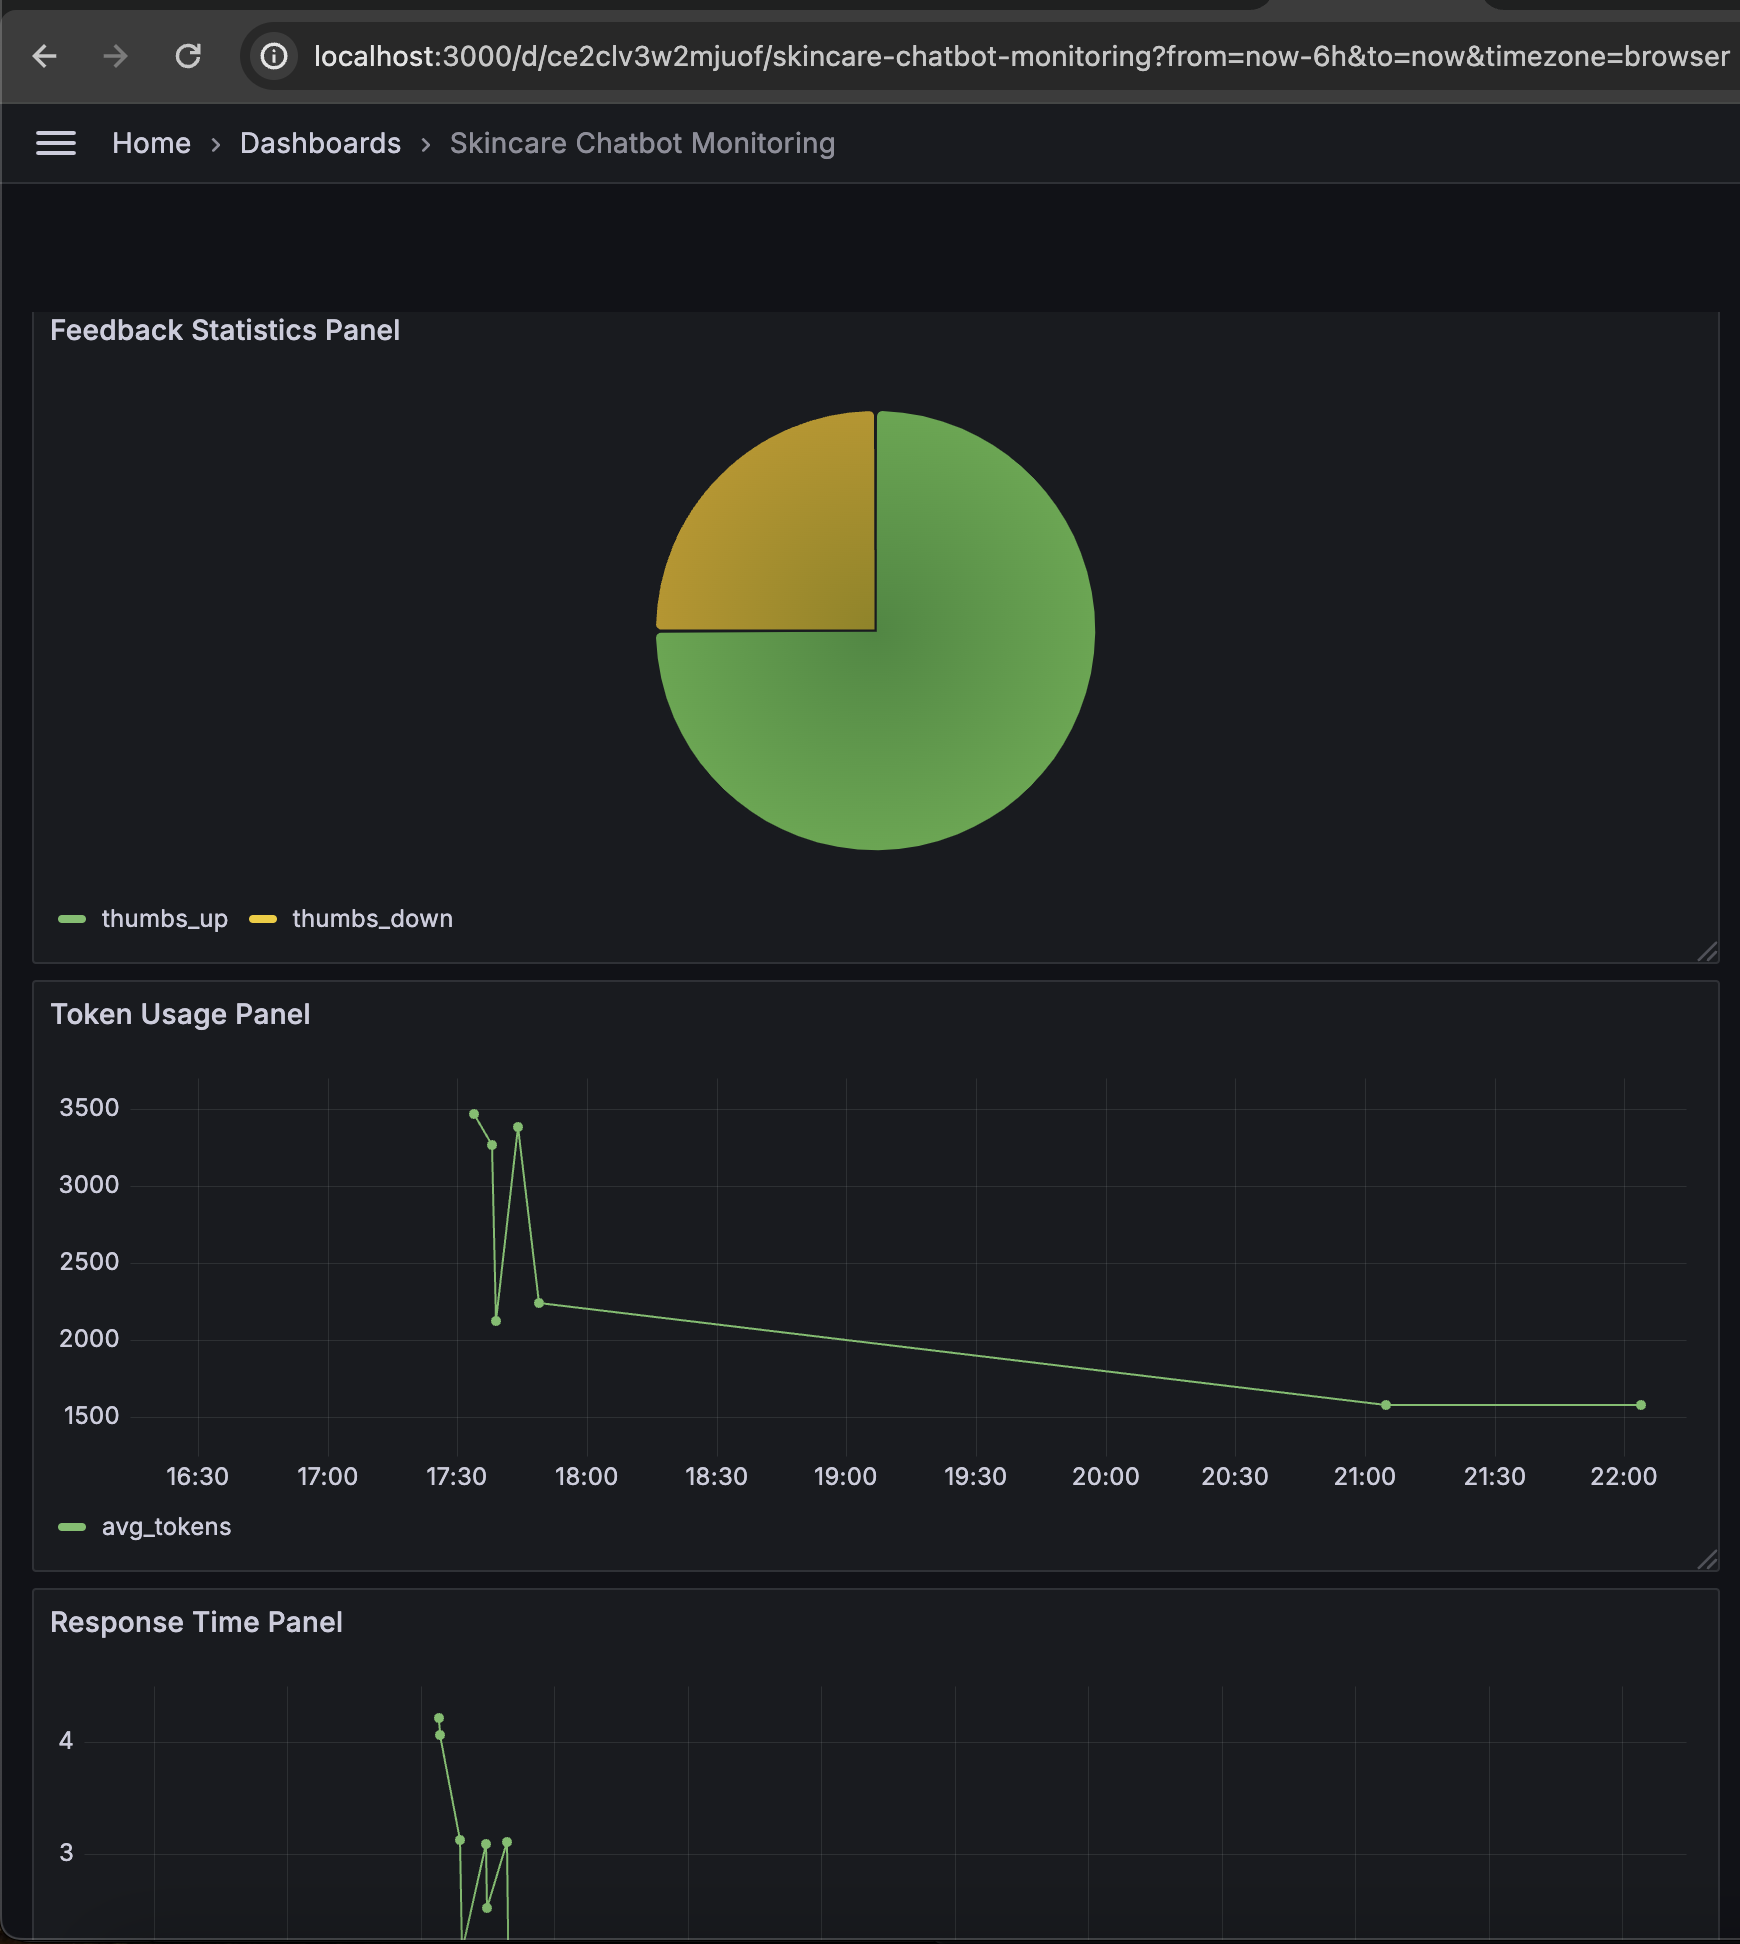 localhost:3000/d/ce2clv3w2mjuof/skincare-chatbot-monitoring?from=now-6h&to=now&timezone=browser
Home › Dashboards › Skincare Chatbot Monitoring
Feedback Statistics Panel
thumbs_up thumbs_down
Token Usage Panel
3500
3000
2500
2000
1500
16:30 17:00 17:30 18:00 18:30 19:00 19:30 20:00 20:30 21:00 21:30 22:00
avg_tokens
Response Time Panel
4
3